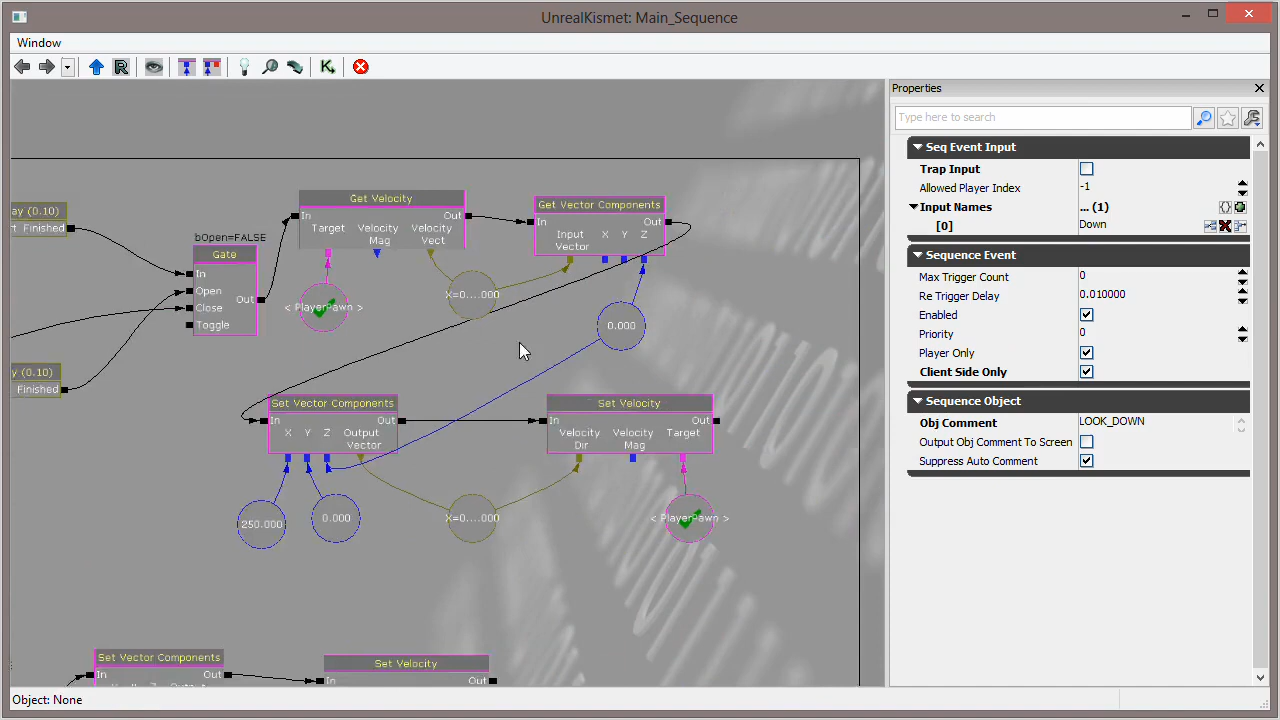 UnrealKismet: Main_Sequence
Window
Properties
Type here to search
Seq Event Input
Trap Input
Allowed Player Index -1
Input Names ... (1)
[0] Down
Sequence Event
Max Trigger Count 0
Re Trigger Delay 0.010000
Enabled
Priority 0
Player Only
Client Side Only
Sequence Object
Obj Comment LOOK_DOWN
Output Obj Comment To Screen
Suppress Auto Comment
ay (0.10)
Finished
bOpen=FALSE
Gate
In
Open
Close
Toggle
Out
y (0.10)
Finished
Get Velocity
In Out
Target Velocity Mag Velocity Vect
< PlayerPawn >
X=0....000
Get Vector Components
In Out
Input Vector X Y Z
0.000
Set Vector Components
In Out
X Y Z Output Vector
250.000
0.000
X=0....000
Set Velocity
In Out
Velocity Dir Velocity Mag Target
< PlayerPawn >
Set Vector Components
In Out
Set Velocity
In Out
Object: None